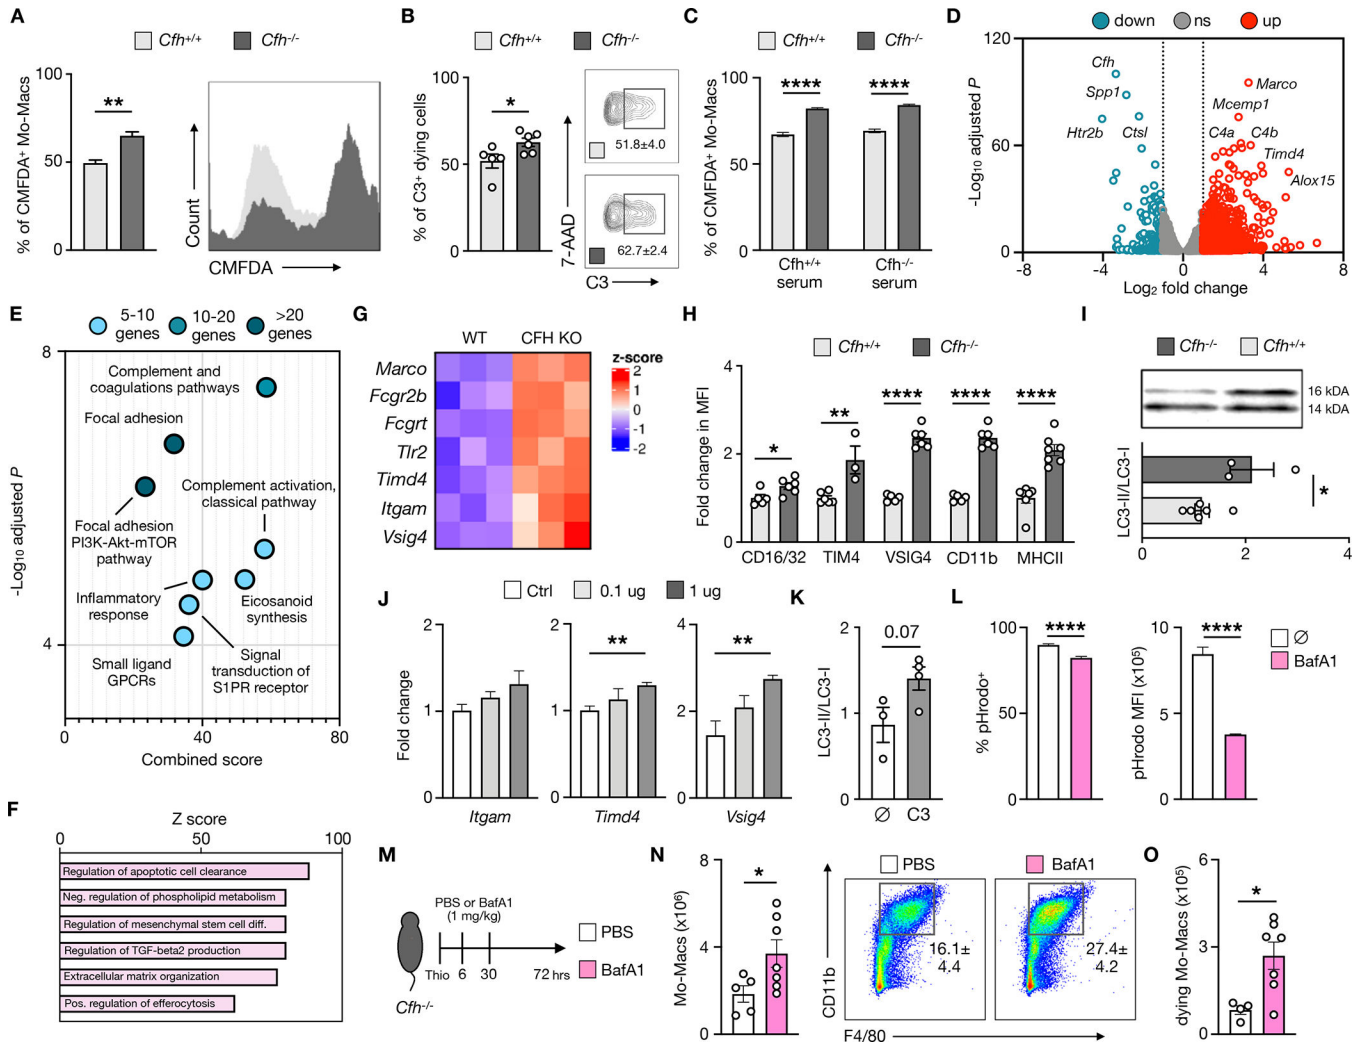 A
Cfh+/+ Cfh-/-
% of CMFDA+ Mo-Macs
100
50
0
**
Count
CMFDA
B
Cfh+/+ Cfh-/-
% of C3+ dying cells
100
50
0
*
7-AAD
51.8±4.0
62.7±2.4
C3
C
Cfh+/+ Cfh-/-
% of CMFDA+ Mo-Macs
100
50
0
**** ****
Cfh+/+ serum
Cfh-/- serum
D
down ns up
-Log10 adjusted P
120
60
0
Cfh
Spp1
Htr2b
Ctsl
Marco
Mcemp1
C4a
C4b
Timd4
Alox15
-8 -4 0 4 8
Log2 fold change
E
5-10 genes
10-20 genes
>20 genes
-Log10 adjusted P
8
4
Complement and
coagulations pathways
Focal adhesion
Complement activation,
classical pathway
Focal adhesion
PI3K-Akt-mTOR
pathway
Inflammatory
response
Eicosanoid
synthesis
Small ligand
GPCRs
Signal
transduction of
S1PR receptor
0 40 80
Combined score
F
Z score
0 50 100
Regulation of apoptotic cell clearance
Neg. regulation of phospholipid metabolism
Regulation of mesenchymal stem cell diff.
Regulation of TGF-beta2 production
Extracellular matrix organization
Pos. regulation of efferocytosis
G
WT CFH KO
Marco
Fcgr2b
Fcgrt
Tlr2
Timd4
Itgam
Vsig4
z-score
2
1
0
-1
-2
H
Cfh+/+ Cfh-/-
Fold change in MFI
4
2
0
* ** **** **** ****
CD16/32 TIM4 VSIG4 CD11b MHCII
I
Cfh-/- Cfh+/+
16 kDA
14 kDA
LC3-II/LC3-I
*
0 2 4
J
Ctrl 0.1 ug 1 ug
Fold change
2
1
0
Itgam
2
1
0
**
Timd4
4
2
0
**
Vsig4
K
LC3-II/LC3-I
2
1
0
0.07
∅ C3
L
% pHrodo+
100
50
0
****
pHrodo MFI (x10⁵)
10
5
0
****
∅
BafA1
M
PBS or BafA1
(1 mg/kg)
Thio 6 30 72 hrs
Cfh-/-
PBS
BafA1
N
Mo-Macs (x10⁶)
8
4
0
*
PBS BafA1
CD11b
16.1±
4.4
27.4±
4.2
F4/80
O
dying Mo-Macs (x10⁵)
6
3
0
*